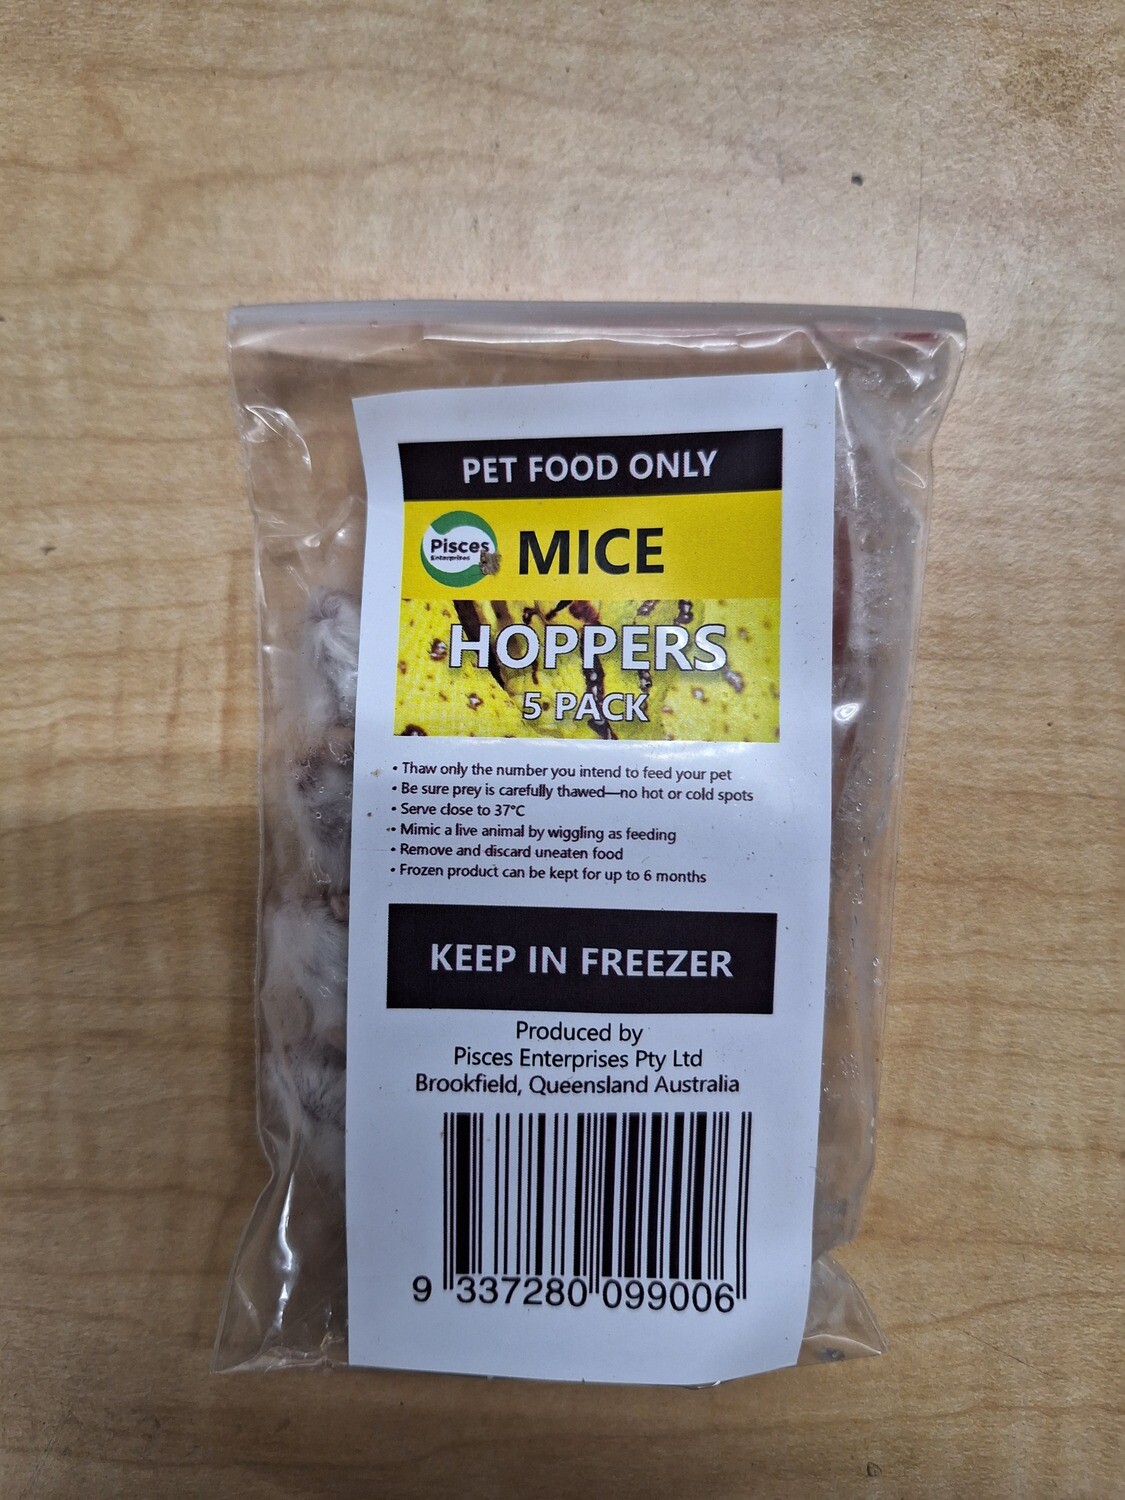 PET FOOD ONLY
Pisces
Enterprises
MICE
HOPPERS
5 PACK
• Thaw only the number you intend to feed your pet
• Be sure prey is carefully thawed—no hot or cold spots
• Serve close to 37°C
• Mimic a live animal by wiggling as feeding
• Remove and discard uneaten food
• Frozen product can be kept for up to 6 months
KEEP IN FREEZER
Produced by
Pisces Enterprises Pty Ltd
Brookfield, Queensland Australia
9 337280 099006